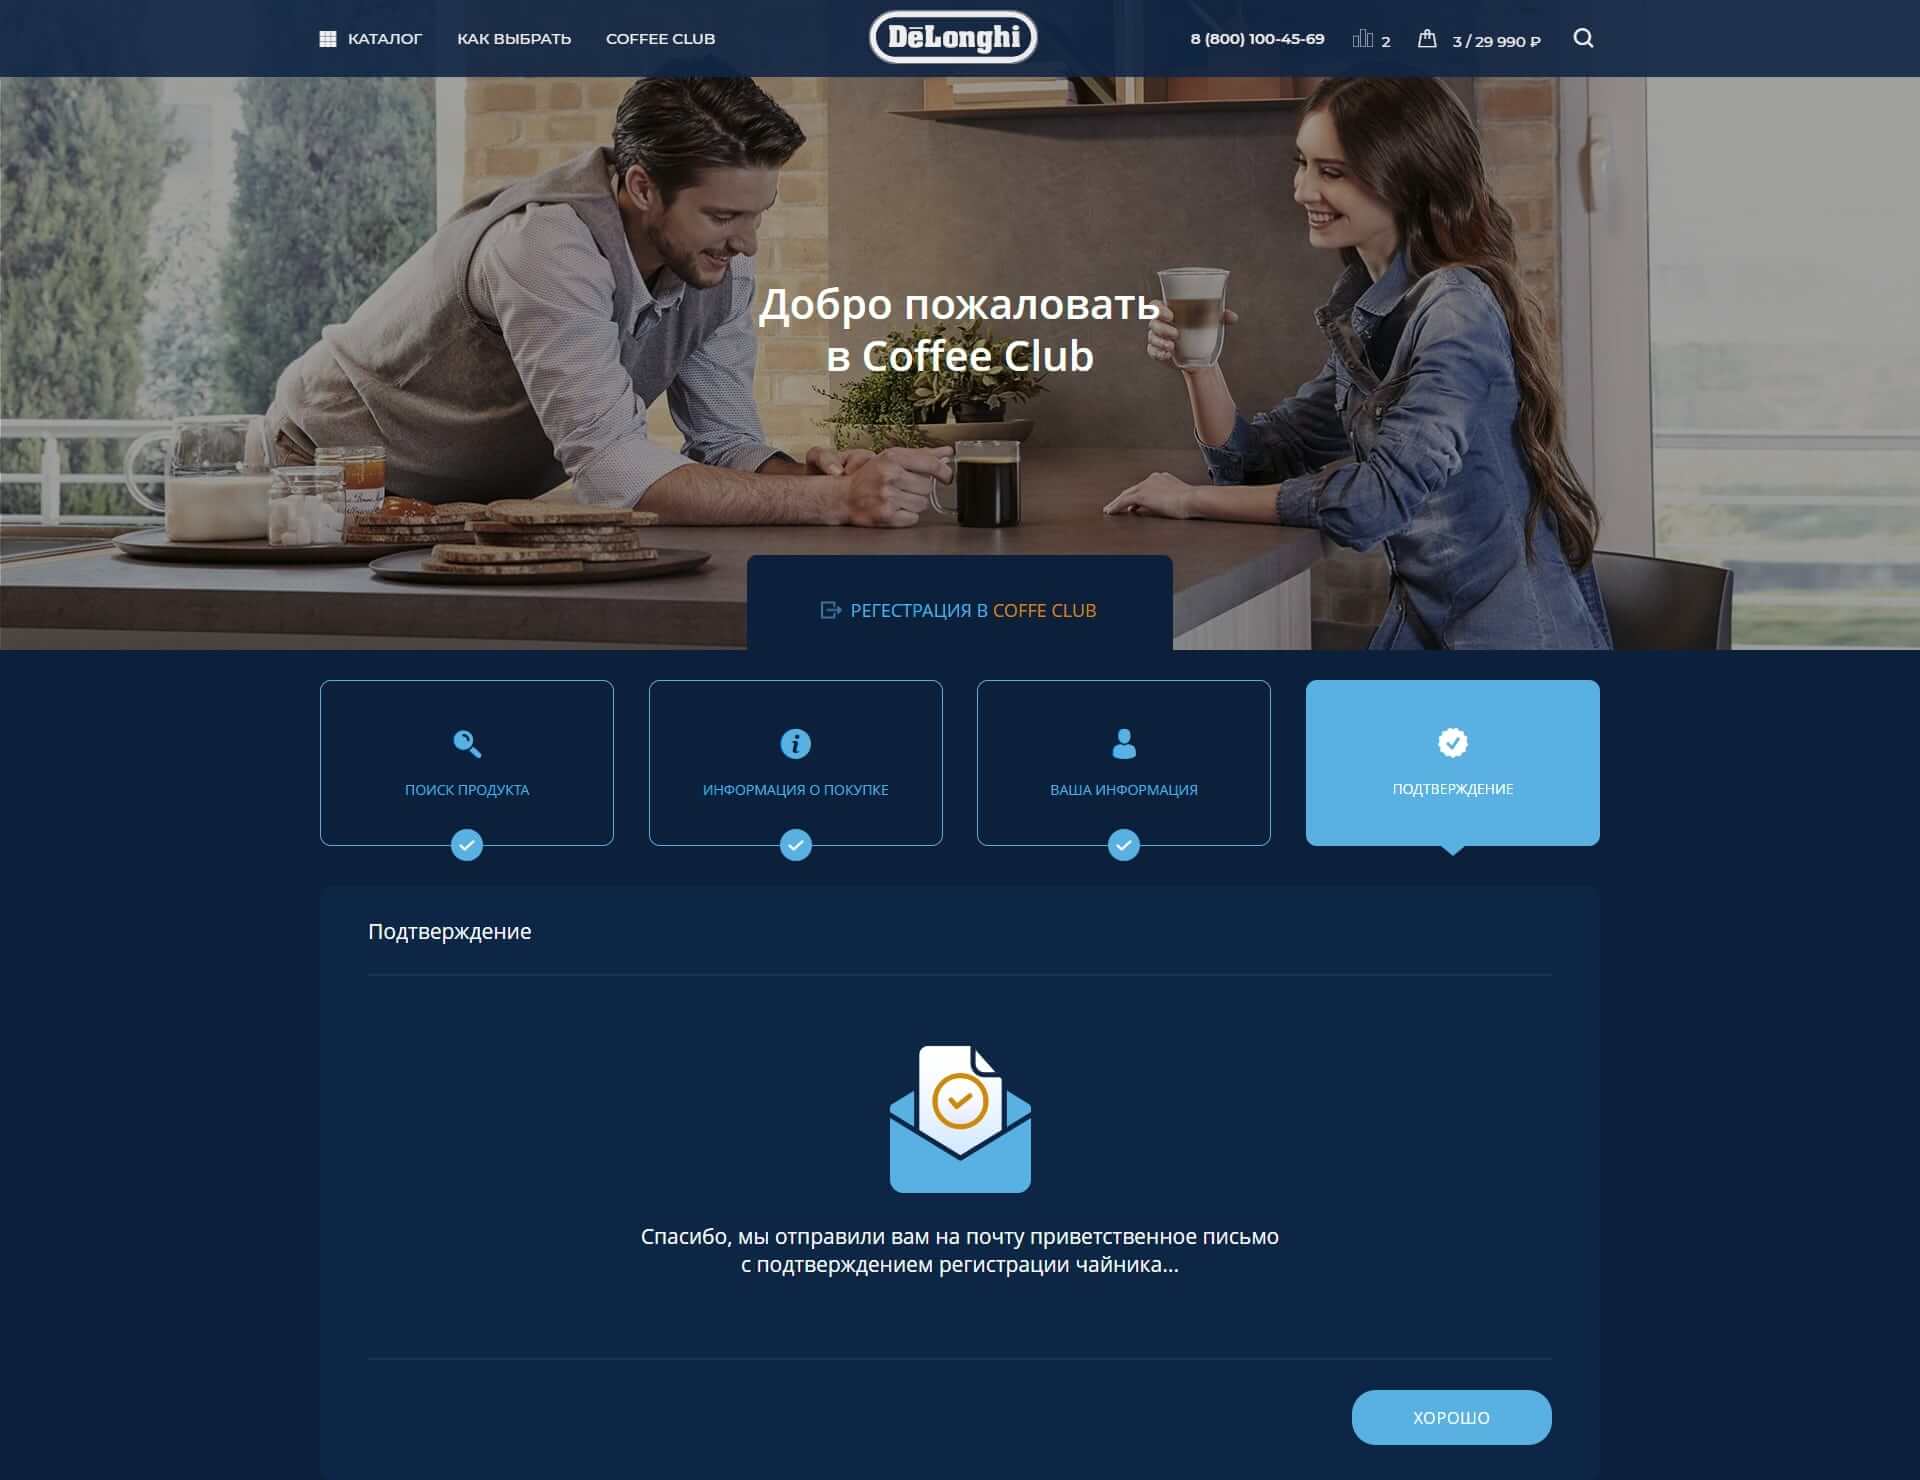 КАТАЛОГ
КАК ВЫБРАТЬ
COFFEE CLUB
DeLonghi
8 (800) 100-45-69
2
3 / 29 990 ₽
Добро пожаловать
в Coffee Club
РЕГЕСТРАЦИЯ В COFFE CLUB
ПОИСК ПРОДУКТА
ИНФОРМАЦИЯ О ПОКУПКЕ
ВАША ИНФОРМАЦИЯ
ПОДТВЕРЖДЕНИЕ
Подтверждение
Спасибо, мы отправили вам на почту приветственное письмо
с подтверждением регистрации чайника...
ХОРОШО